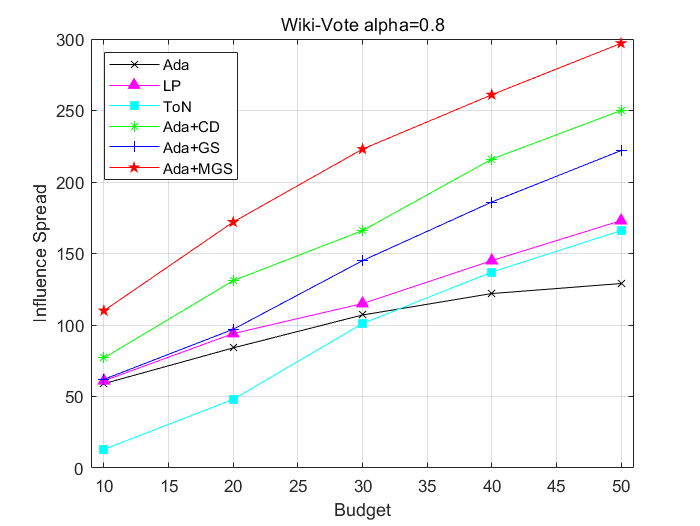 Wiki-Vote alpha=0.8
300
250
200
150
100
50
0
Influence Spread
Ada
LP
ToN
Ada+CD
Ada+GS
Ada+MGS
10 15 20 25 30 35 40 45 50
Budget